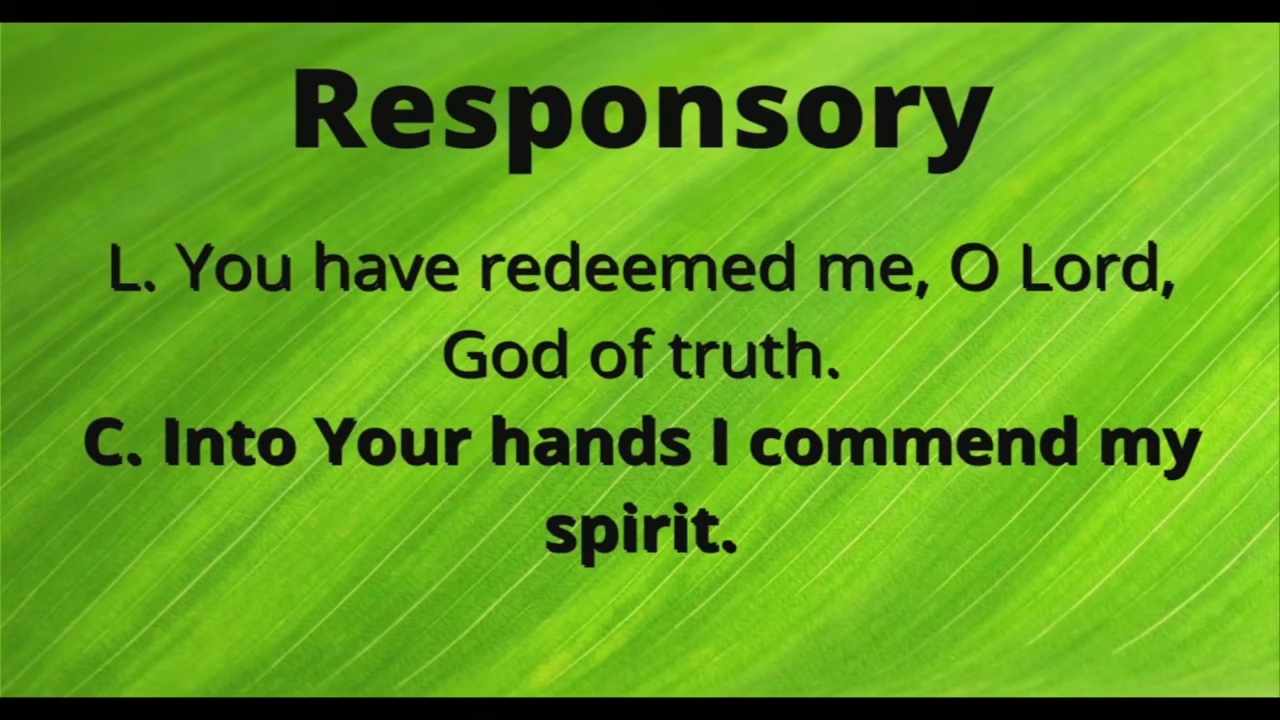 Responsory
L. You have redeemed me, O Lord,
God of truth.
C. Into Your hands I commend my
spirit.